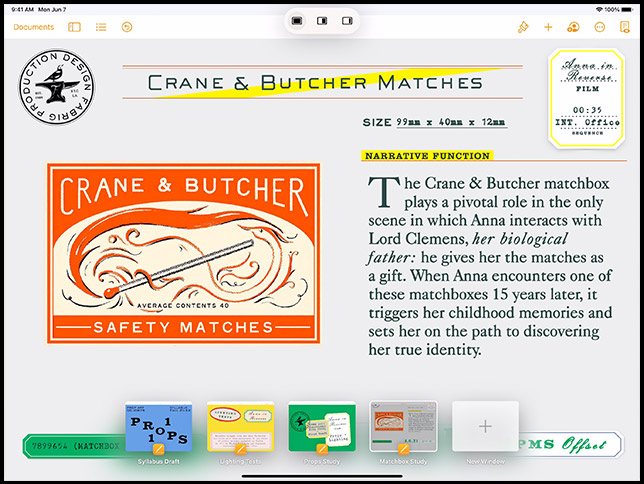 9:41 AM Mon Jun 7
100%
Documents
PRODUCTION DESIGN FABRIG
CRANE & BUTCHER MATCHES
Anna in
Reverse
FILM
00:35
INT. Office
SEQUENCE
SIZE 99mm x 40mm x 12mm
NARRATIVE FUNCTION
CRANE & BUTCHER
AVERAGE CONTENTS 40
SAFETY MATCHES
The Crane & Butcher matchbox
plays a pivotal role in the only
scene in which Anna interacts with
Lord Clemens, her biological
father: he gives her the matches as
a gift. When Anna encounters one of
these matchboxes 15 years later, it
triggers her childhood memories and
sets her on the path to discovering
her true identity.
7899654 (MATCHBOX
PROPS
101
PMS Offset
Syllabus Draft
Lighting Tests
Props Study
Matchbox Study
New Window